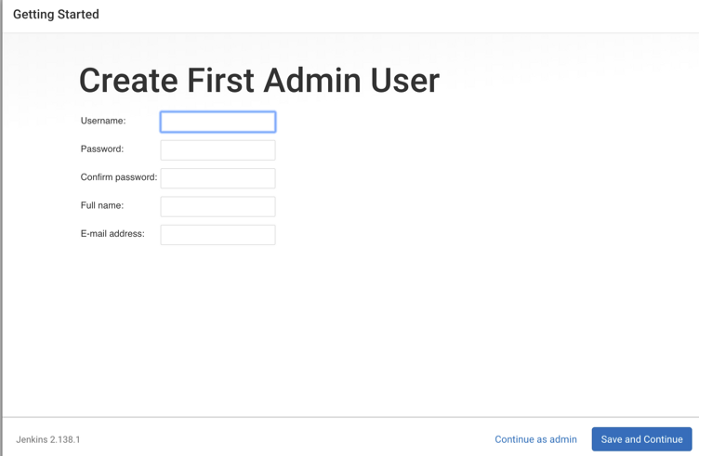 Getting Started
Create First Admin User
Username:
Password:
Confirm password:
Full name:
E-mail address:
Jenkins 2.138.1
Continue as admin
Save and Continue